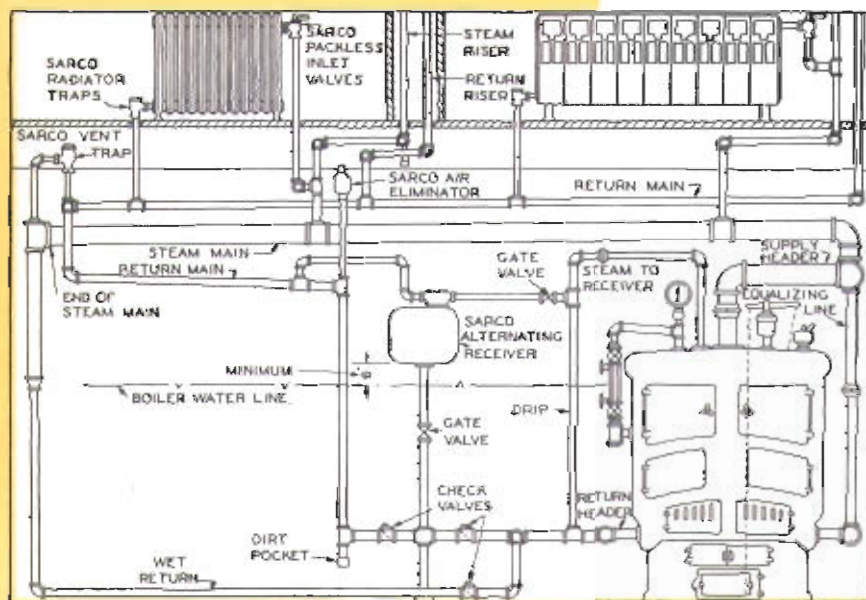 SARCO
PACKLESS
INLET
VALVES
STEAM
RISER
RETURN
RISER
SARCO
RADIATOR
TRAPS
SARCO VENT
TRAP
SARCO AIR
ELIMINATOR
RETURN MAIN
STEAM MAIN
RETURN MAIN
END OF
STEAM MAIN
GATE
VALVE
STEAM TO
RECEIVER
SUPPLY
HEADER
EQUALIZING
LINE
SARCO
ALTERNATING
RECEIVER
MINIMUM
BOILER WATER LINE
DRIP
GATE
VALVE
CHECK
VALVES
RETURN
HEADER
DIRT
POCKET
WET
RETURN